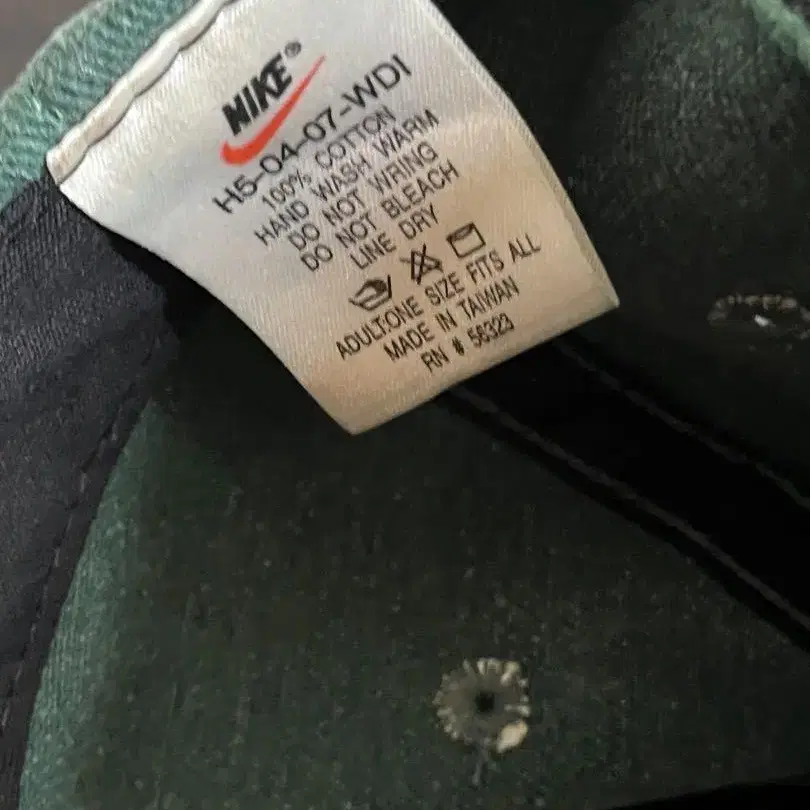 NIKE®
H5-04-07-WDI
100% COTTON
HAND WASH WARM
DO NOT WRING
DO NOT BLEACH
LINE DRY
ADULT:ONE SIZE FITS ALL
MADE IN TAIWAN
RN # 56323